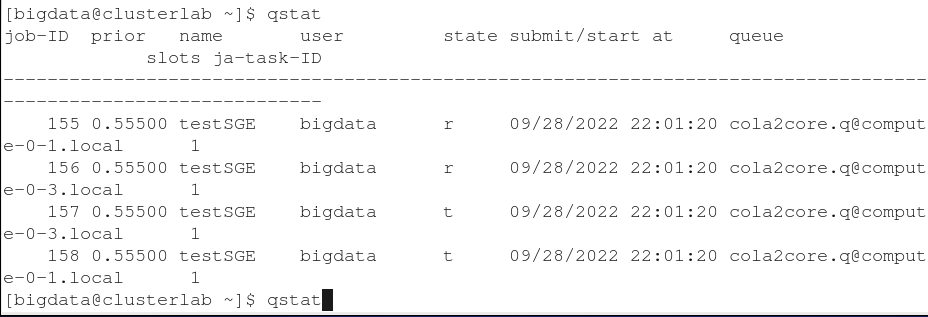 [bigdata@clusterlab ~]$ qstat
job-ID  prior   name       user         state submit/start at     queue
             slots ja-task-ID
------------------------------------------------------------------------------------
-----------------------------
    155 0.55500 testSGE    bigdata      r     09/28/2022 22:01:20 cola2core.q@comput
e-0-1.local      1
    156 0.55500 testSGE    bigdata      r     09/28/2022 22:01:20 cola2core.q@comput
e-0-3.local      1
    157 0.55500 testSGE    bigdata      t     09/28/2022 22:01:20 cola2core.q@comput
e-0-3.local      1
    158 0.55500 testSGE    bigdata      t     09/28/2022 22:01:20 cola2core.q@comput
e-0-1.local      1
[bigdata@clusterlab ~]$ qstat